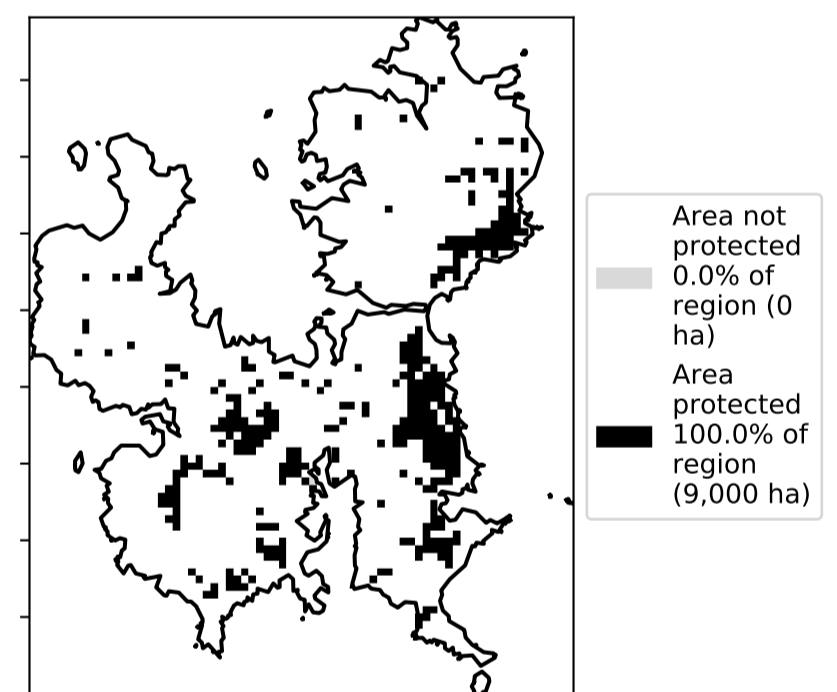 Area not
protected
0.0% of
region (0
ha)
Area
protected
100.0% of
region
(9,000 ha)